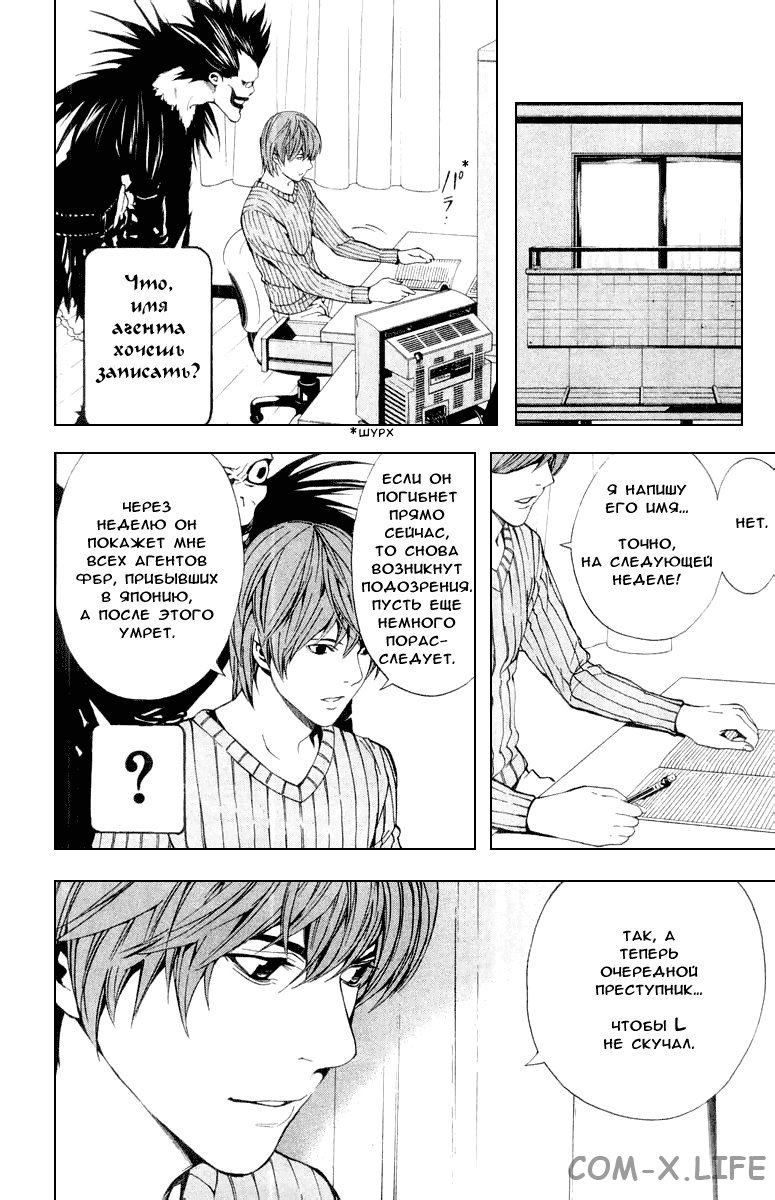 *
パラ
Что,
имя
агента
хочешь
записать?
*ШУРХ
НЕТ.
Я НАПИШУ
ЕГО ИМЯ...
ТОЧНО,
НА СЛЕДУЮЩЕЙ
НЕДЕЛЕ!
ЕСЛИ ОН
ПОГИБНЕТ
ПРЯМО
СЕЙЧАС,
ТО СНОВА
ВОЗНИКНУТ
ПОДОЗРЕНИЯ.
ПУСТЬ ЕЩЕ
НЕМНОГО
ПОРАС-
СЛЕДУЕТ.
ЧЕРЕЗ
НЕДЕЛЮ ОН
ПОКАЖЕТ МНЕ
ВСЕХ АГЕНТОВ
ФБР, ПРИБЫВШИХ
В ЯПОНИЮ,
А ПОСЛЕ ЭТОГО
УМРЕТ.
?
ТАК, А
ТЕПЕРЬ
ОЧЕРЕДНОЙ
ПРЕСТУПНИК...
ЧТОБЫ L
НЕ СКУЧАЛ.
COM-X.LIFE